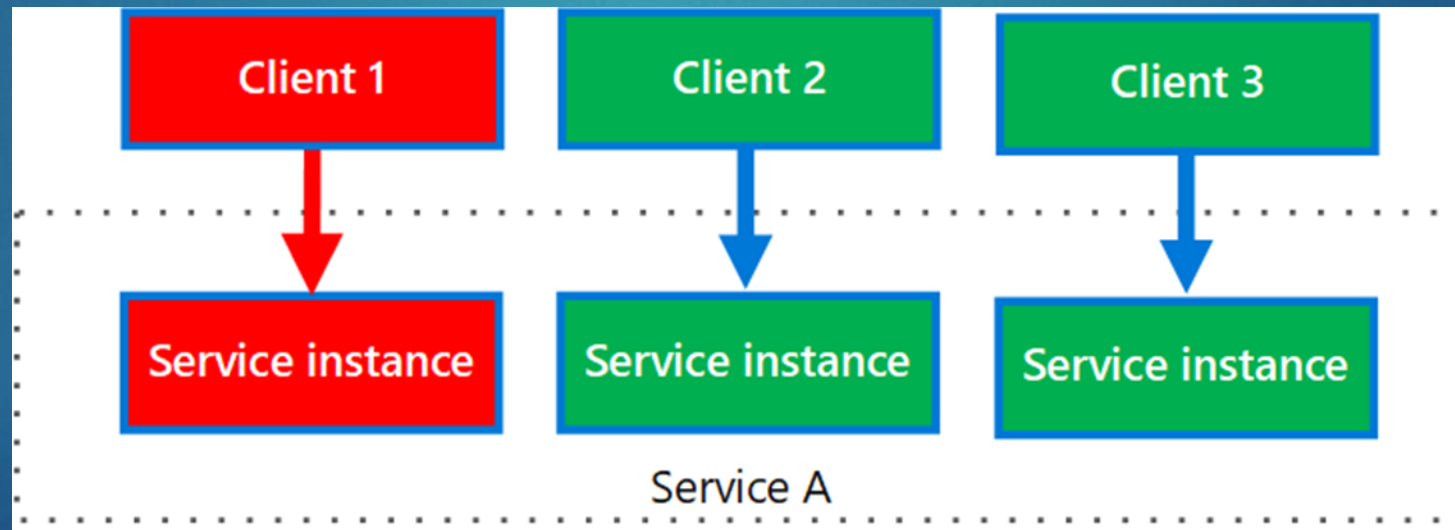 Client 1
Client 2
Client 3
Service instance
Service instance
Service instance
Service A